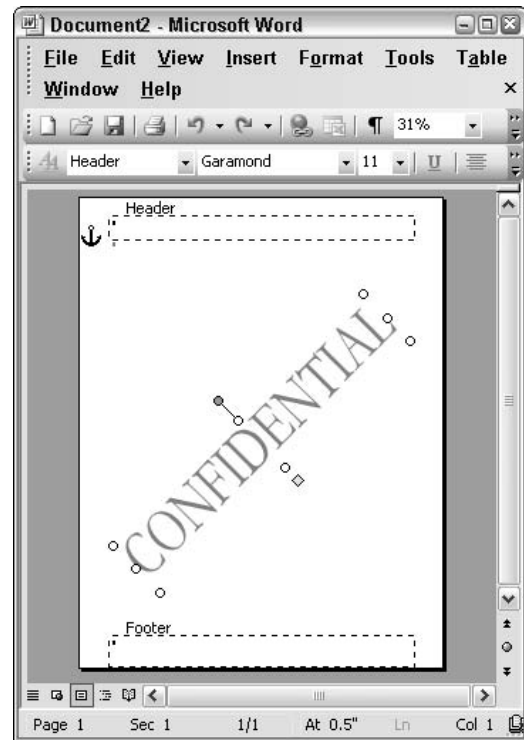 Document2 - Microsoft Word
File Edit View Insert Format Tools Table
Window Help
31%
Header Garamond 11 U
Header
CONFIDENTIAL
Footer
Page 1 Sec 1 1/1 At 0.5" Ln Col 1